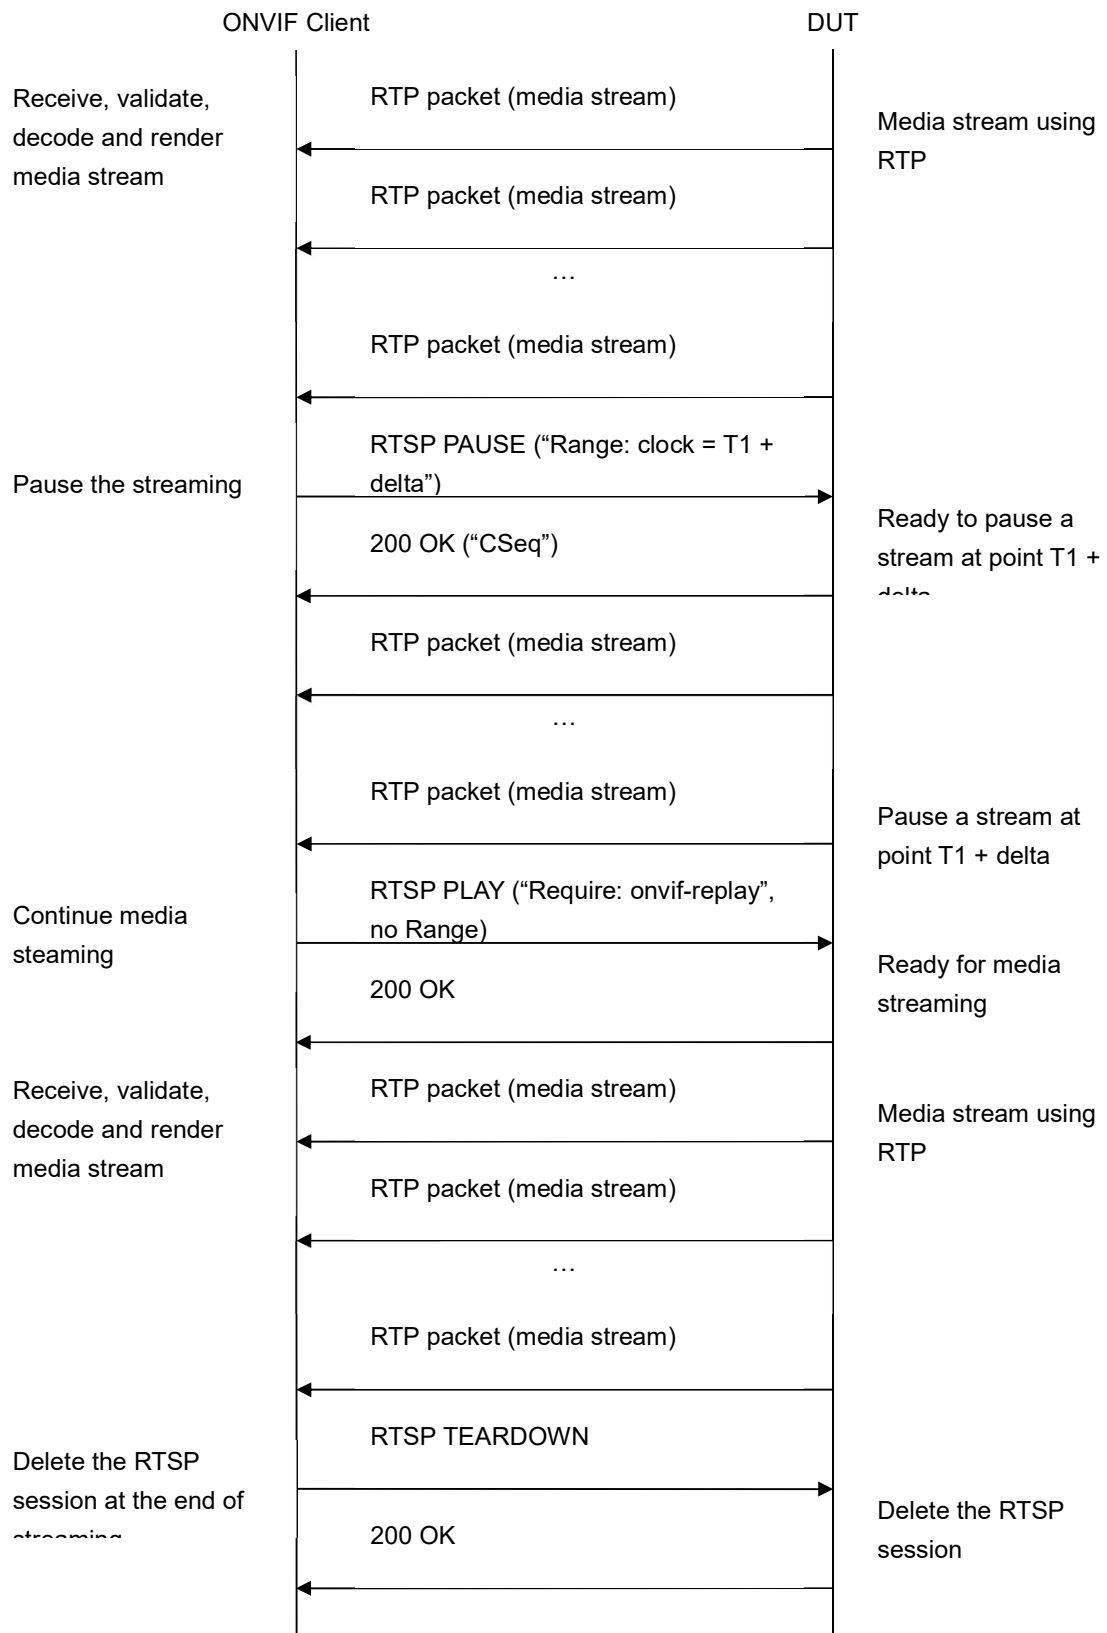 ONVIF Client
DUT
RTP packet (media stream)
Receive, validate,
decode and render
media stream
Media stream using
RTP
RTP packet (media stream)
…
RTP packet (media stream)
RTSP PAUSE (“Range: clock = T1 +
delta”)
Pause the streaming
Ready to pause a
stream at point T1 +
delta
200 OK (“CSeq”)
RTP packet (media stream)
…
RTP packet (media stream)
Pause a stream at
point T1 + delta
RTSP PLAY (“Require: onvif-replay”,
no Range)
Continue media
steaming
Ready for media
streaming
200 OK
RTP packet (media stream)
Receive, validate,
decode and render
media stream
Media stream using
RTP
RTP packet (media stream)
…
RTP packet (media stream)
RTSP TEARDOWN
Delete the RTSP
session at the end of
streaming
Delete the RTSP
session
200 OK